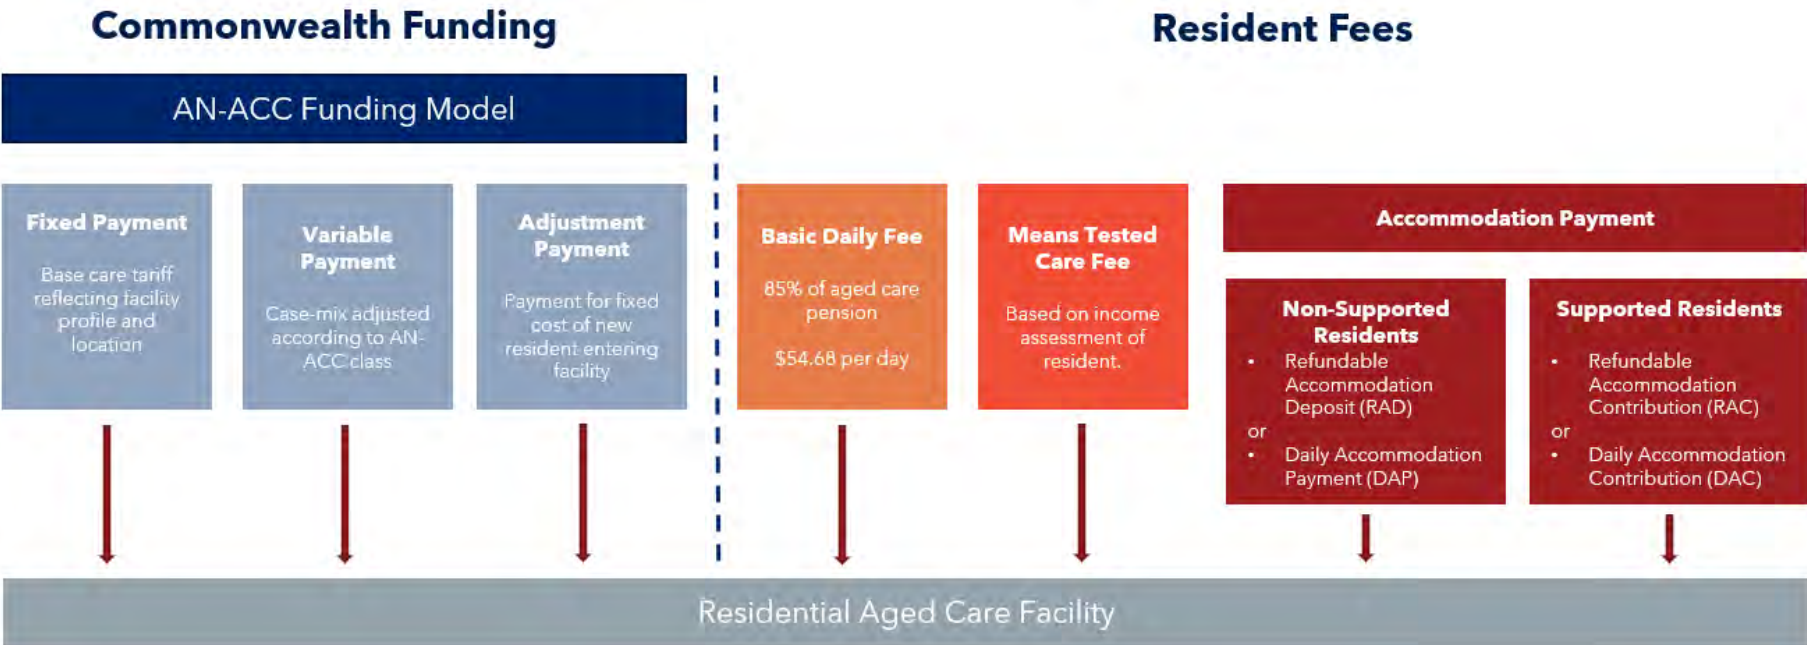 Commonwealth Funding
Resident Fees
AN-ACC Funding Model
Fixed Payment
Base care tariff
reflecting facility
profile and
location
Variable
Payment
Case-mix adjusted
according to AN-
ACC class
Adjustment
Payment
Payment for fixed
cost of new
resident entering
facility
Basic Daily Fee
85% of aged care
pension
$54.68 per day
Means Tested
Care Fee
Based on income
assessment of
resident.
Accommodation Payment
Non-Supported
Residents
• Refundable
Accommodation
Deposit (RAD)
or
• Daily Accommodation
Payment (DAP)
Supported Residents
• Refundable
Accommodation
Contribution (RAC)
or
• Daily Accommodation
Contribution (DAC)
Residential Aged Care Facility